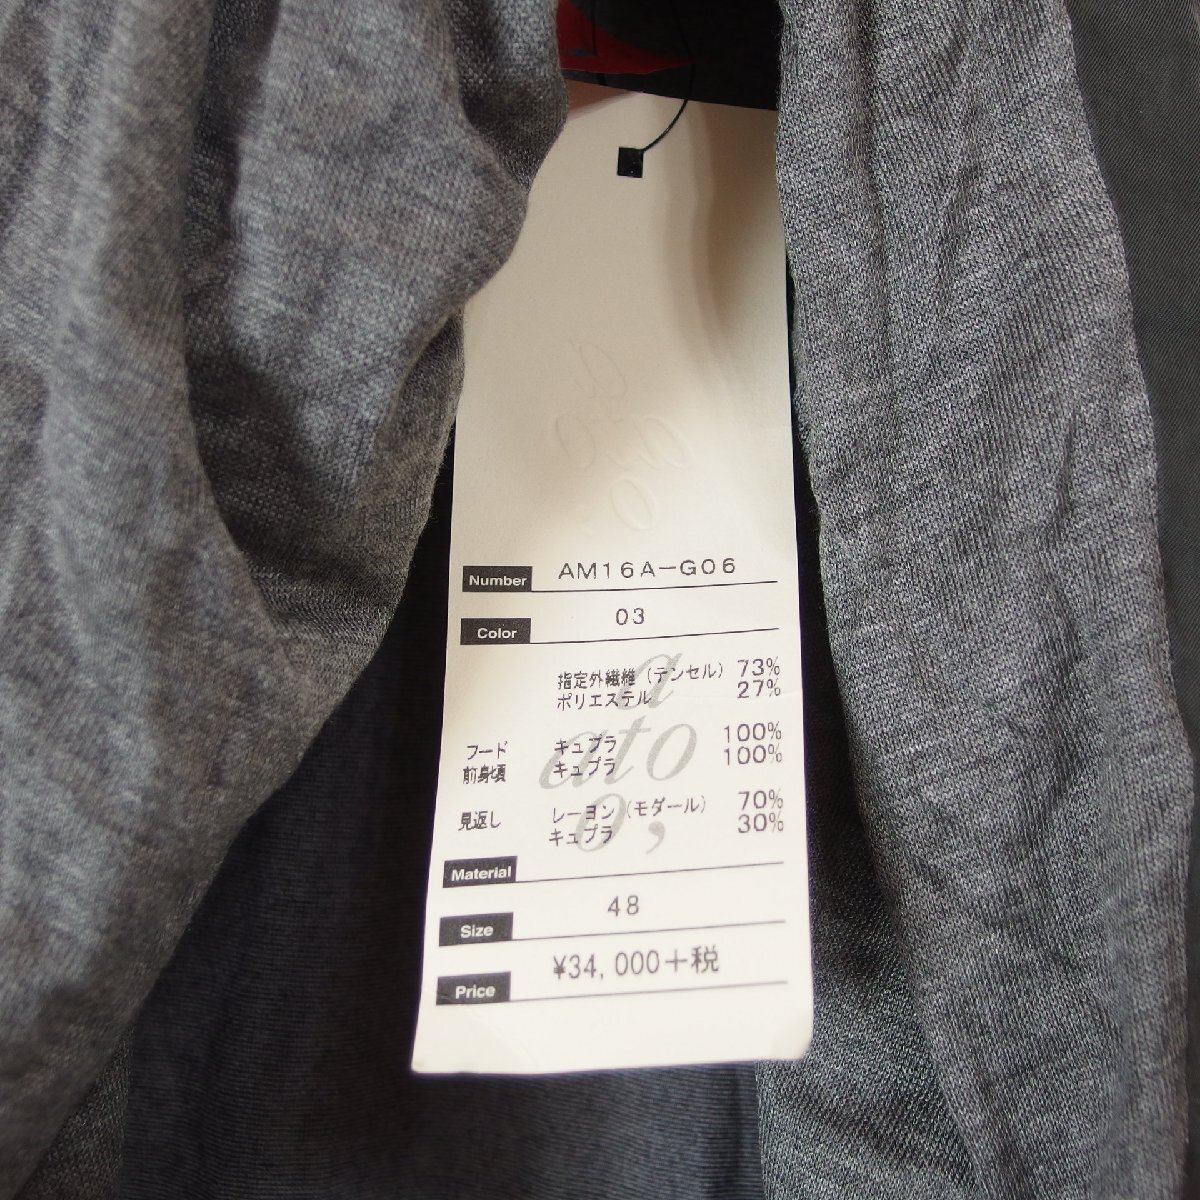 Number AM16A-G06
Color 03
指定外繊維（テンセル） 73%
ポリエステル 27%
フード キュプラ 100%
前身頃 キュプラ 100%
見返し レーヨン（モダール） 70%
キュプラ 30%
Material
Size 48
Price ¥34,000+税
a
ato
o,